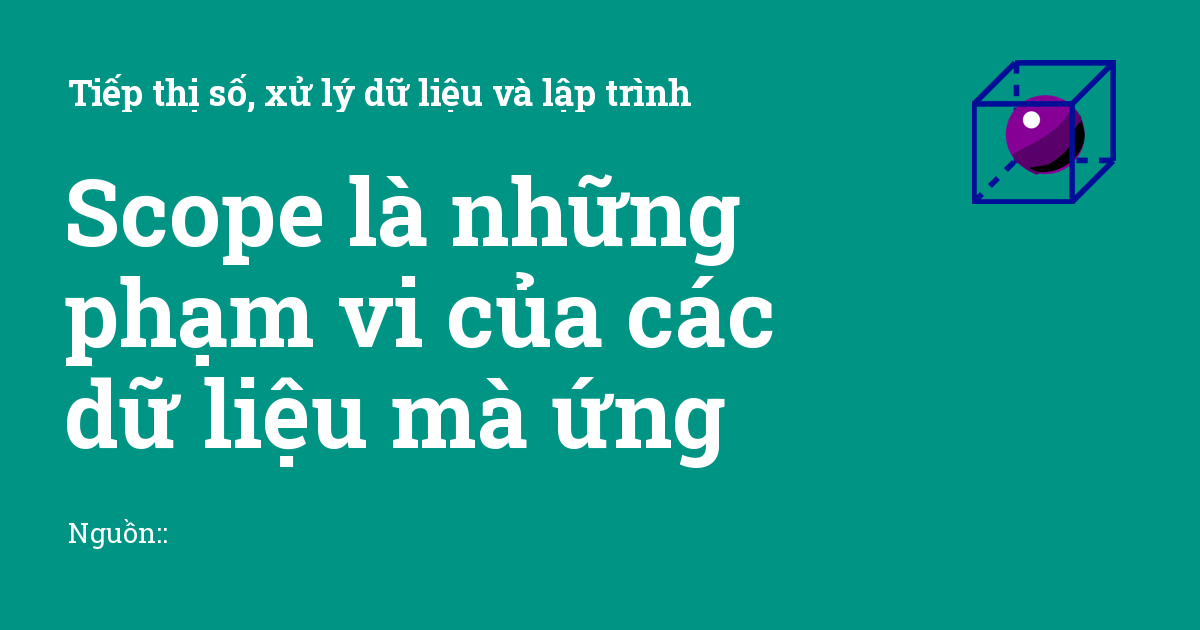 Tiếp thị số, xử lý dữ liệu và lập trình
Scope là những
phạm vi của các
dữ liệu mà ứng
Nguồn::